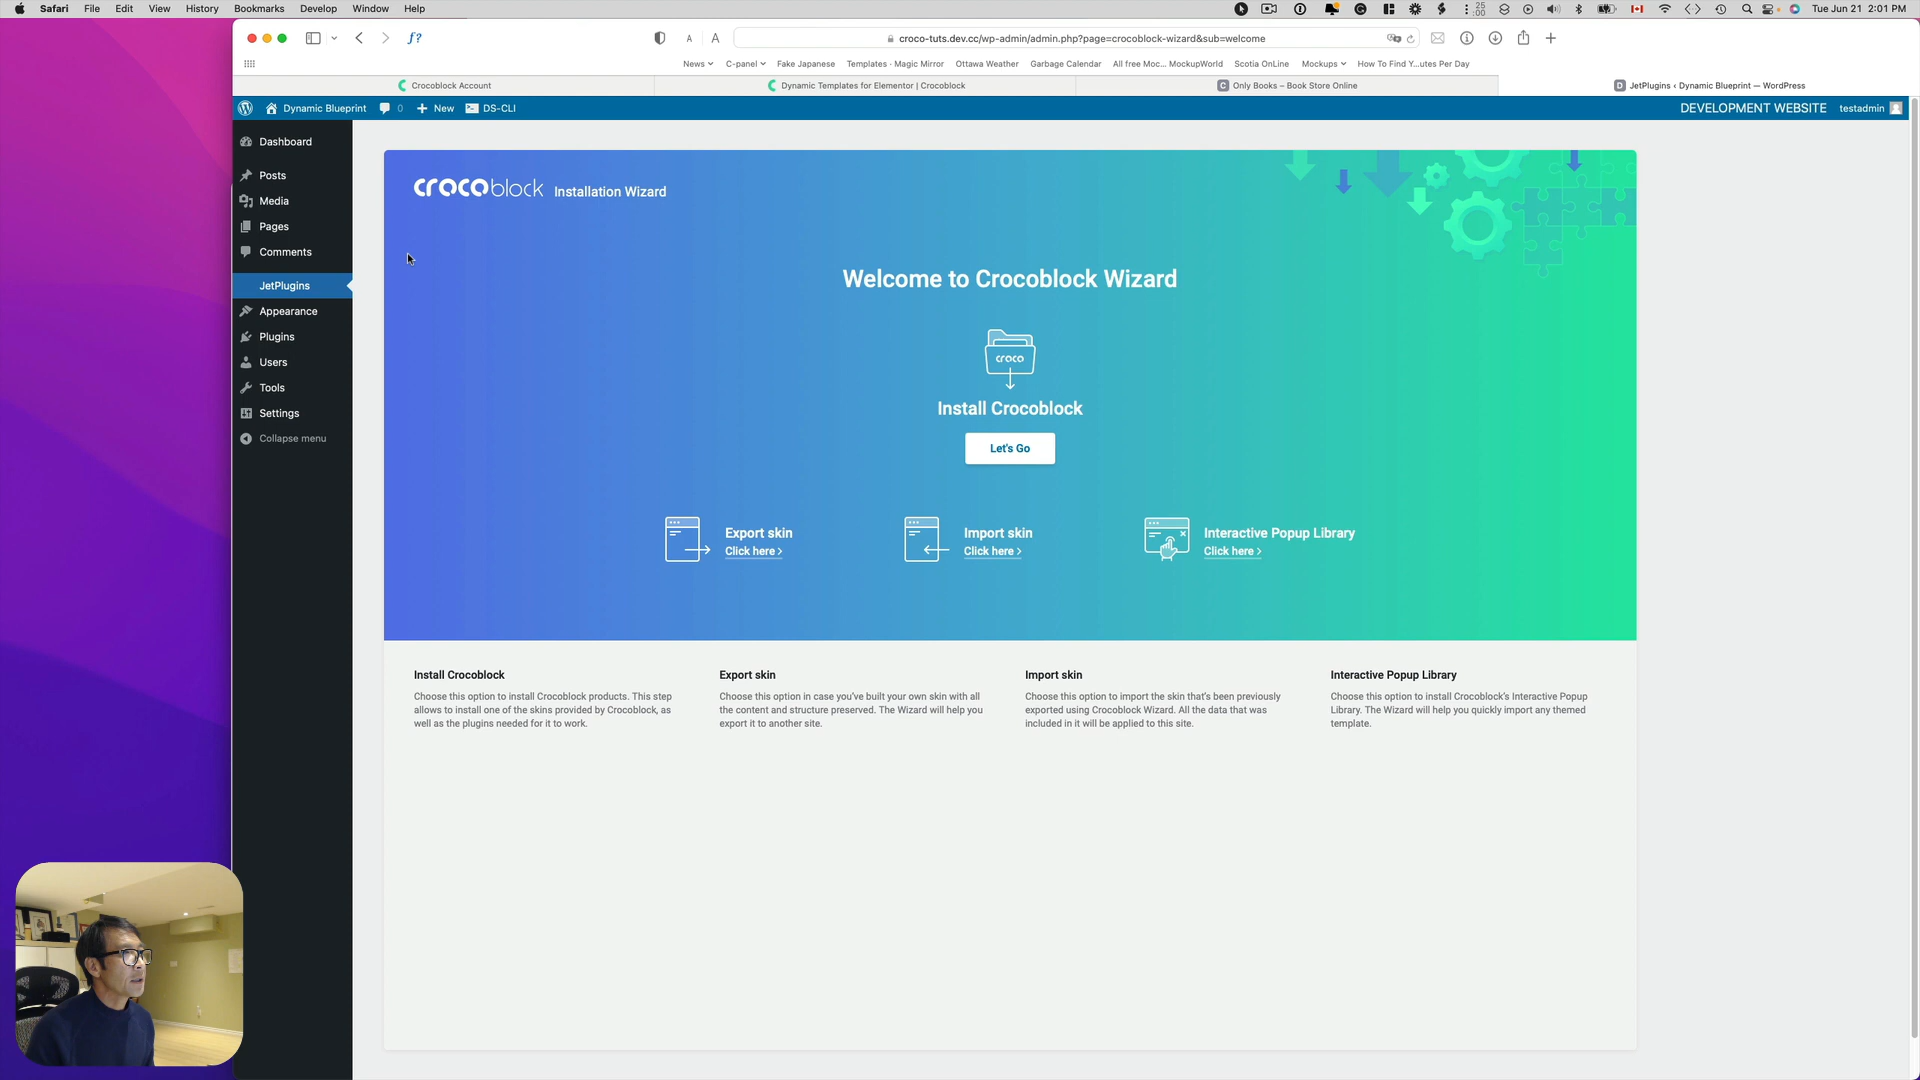 Safari File Edit View History Bookmarks Develop Window Help
25
:00
Tue Jun 21 2:01 PM
f?
A A
croco-tuts.dev.cc/wp-admin/admin.php?page=crocoblock-wizard&sub=welcome
News C-panel Fake Japanese Templates · Magic Mirror Ottawa Weather Garbage Calendar All free Moc... MockupWorld Scotia OnLine Mockups How To Find Y...utes Per Day
Crocoblock Account
Dynamic Templates for Elementor | Crocoblock
C Only Books – Book Store Online
D JetPlugins ‹ Dynamic Blueprint — WordPress
Dynamic Blueprint 0 New DS-CLI
DEVELOPMENT WEBSITE testadmin
Dashboard
Posts
Media
Pages
Comments
JetPlugins
Appearance
Plugins
Users
Tools
Settings
Collapse menu
crocoblock Installation Wizard
Welcome to Crocoblock Wizard
croco
Install Crocoblock
Let's Go
Export skin
Click here ›
Import skin
Click here ›
Interactive Popup Library
Click here ›
Install Crocoblock
Choose this option to install Crocoblock products. This step
allows to install one of the skins provided by Crocoblock, as
well as the plugins needed for it to work.
Export skin
Choose this option in case you've built your own skin with all
the content and structure preserved. The Wizard will help you
export it to another site.
Import skin
Choose this option to import the skin that's been previously
exported using Crocoblock Wizard. All the data that was
included in it will be applied to this site.
Interactive Popup Library
Choose this option to install Crocoblock's Interactive Popup
Library. The Wizard will help you quickly import any themed
template.